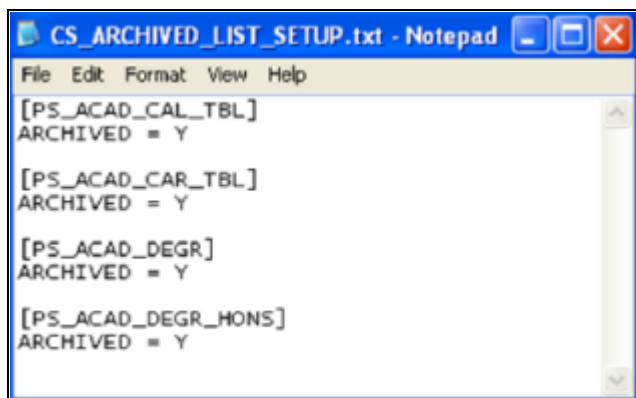 CS_ARCHIVED_LIST_SETUP.txt - Notepad
File Edit Format View Help
[PS_ACAD_CAL_TBL]
ARCHIVED = Y
[PS_ACAD_CAR_TBL]
ARCHIVED = Y
[PS_ACAD_DEGR]
ARCHIVED = Y
[PS_ACAD_DEGR_HONS]
ARCHIVED = Y